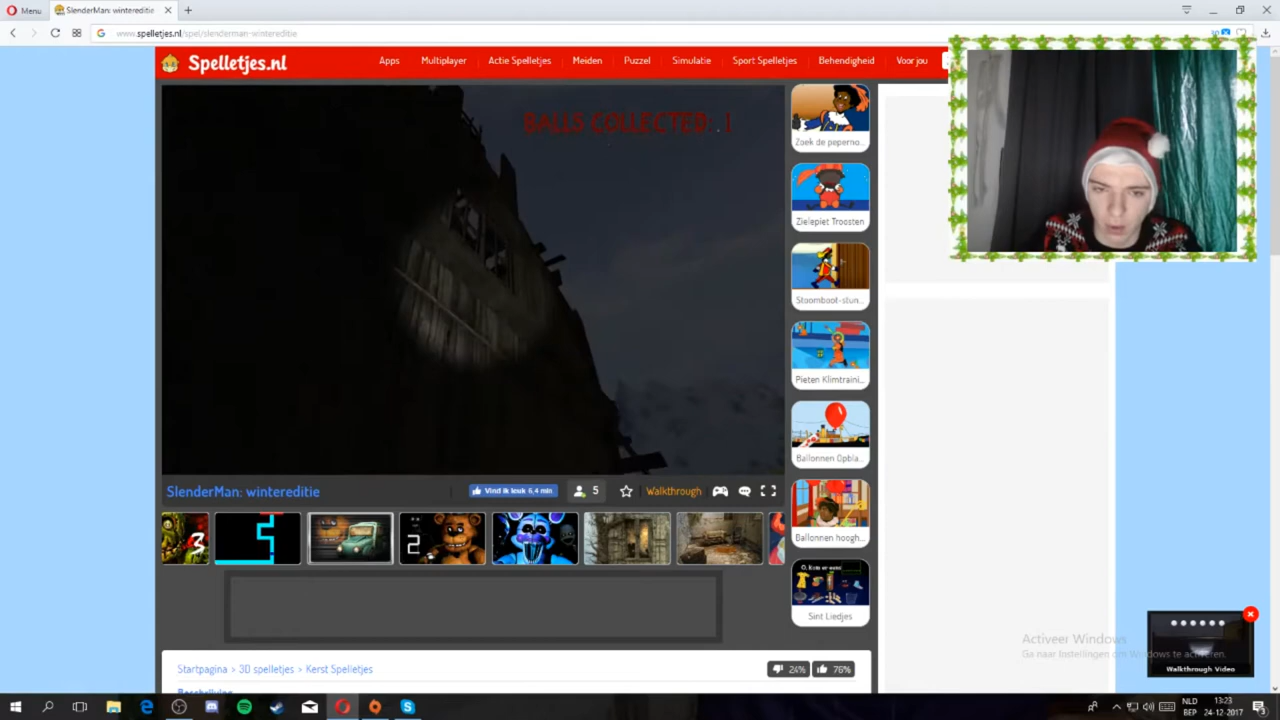 Menu
SlenderMan: wintereditie
www.spelletjes.nl/spel/slenderman-wintereditie
Spelletjes.nl
Apps
Multiplayer
Actie Spelletjes
Meiden
Puzzel
Simulatie
Sport Spelletjes
Behendigheid
Voor jou
BALLS COLLECTED: 1
Zoek de peperno...
Zielepiet Troosten
Stoomboot-stun...
Pieten Klimtraini...
Ballonnen Opbla...
Ballonnen hoogh...
Sint Liedjes
SlenderMan: wintereditie
Vind ik leuk 6,4 mln
5
Walkthrough
3
2
Startpagina > 3D spelletjes > Kerst Spelletjes
24%
76%
Beschrijving
Activeer Windows
Ga naar Instellingen om Windows te activeren.
Walkthrough Video
NLD
BEP
13:23
24-12-2017
3